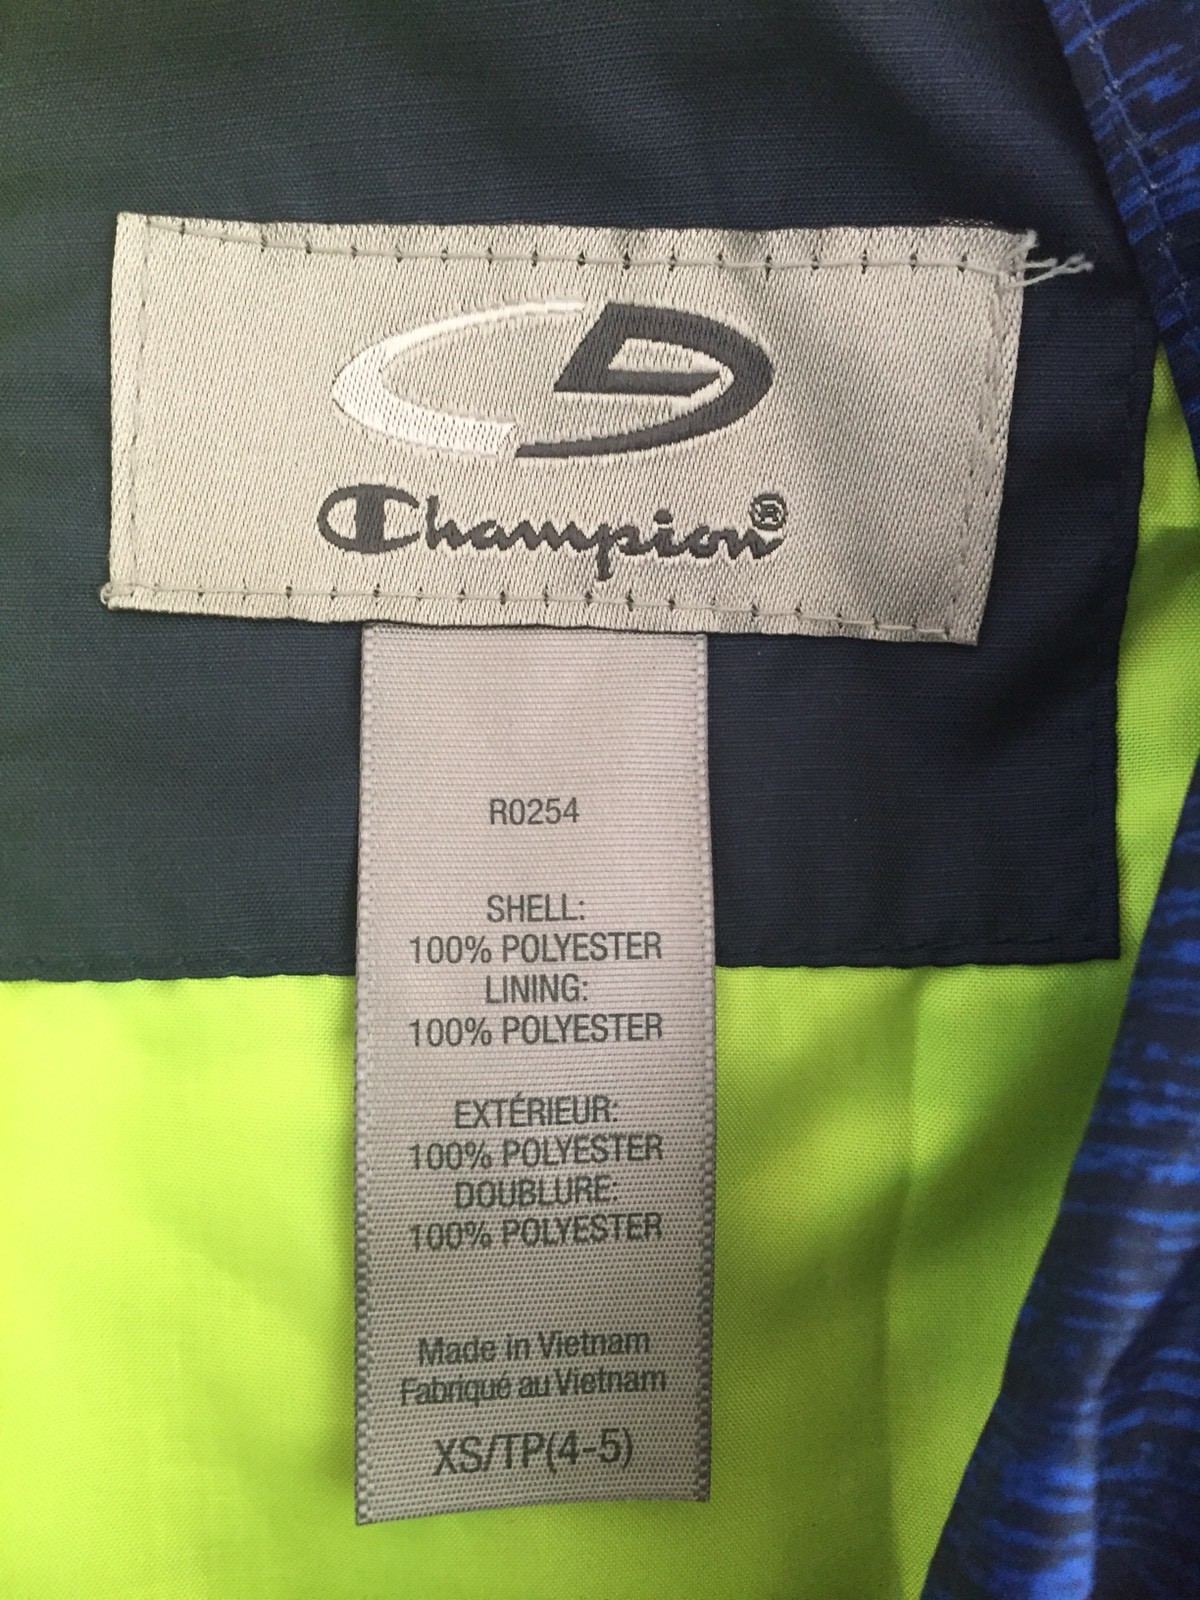 Champion®
R0254
SHELL:
100% POLYESTER
LINING:
100% POLYESTER
EXTÉRIEUR:
100% POLYESTER
DOUBLURE:
100% POLYESTER
Made in Vietnam
Fabriqué au Vietnam
XS/TP(4-5)